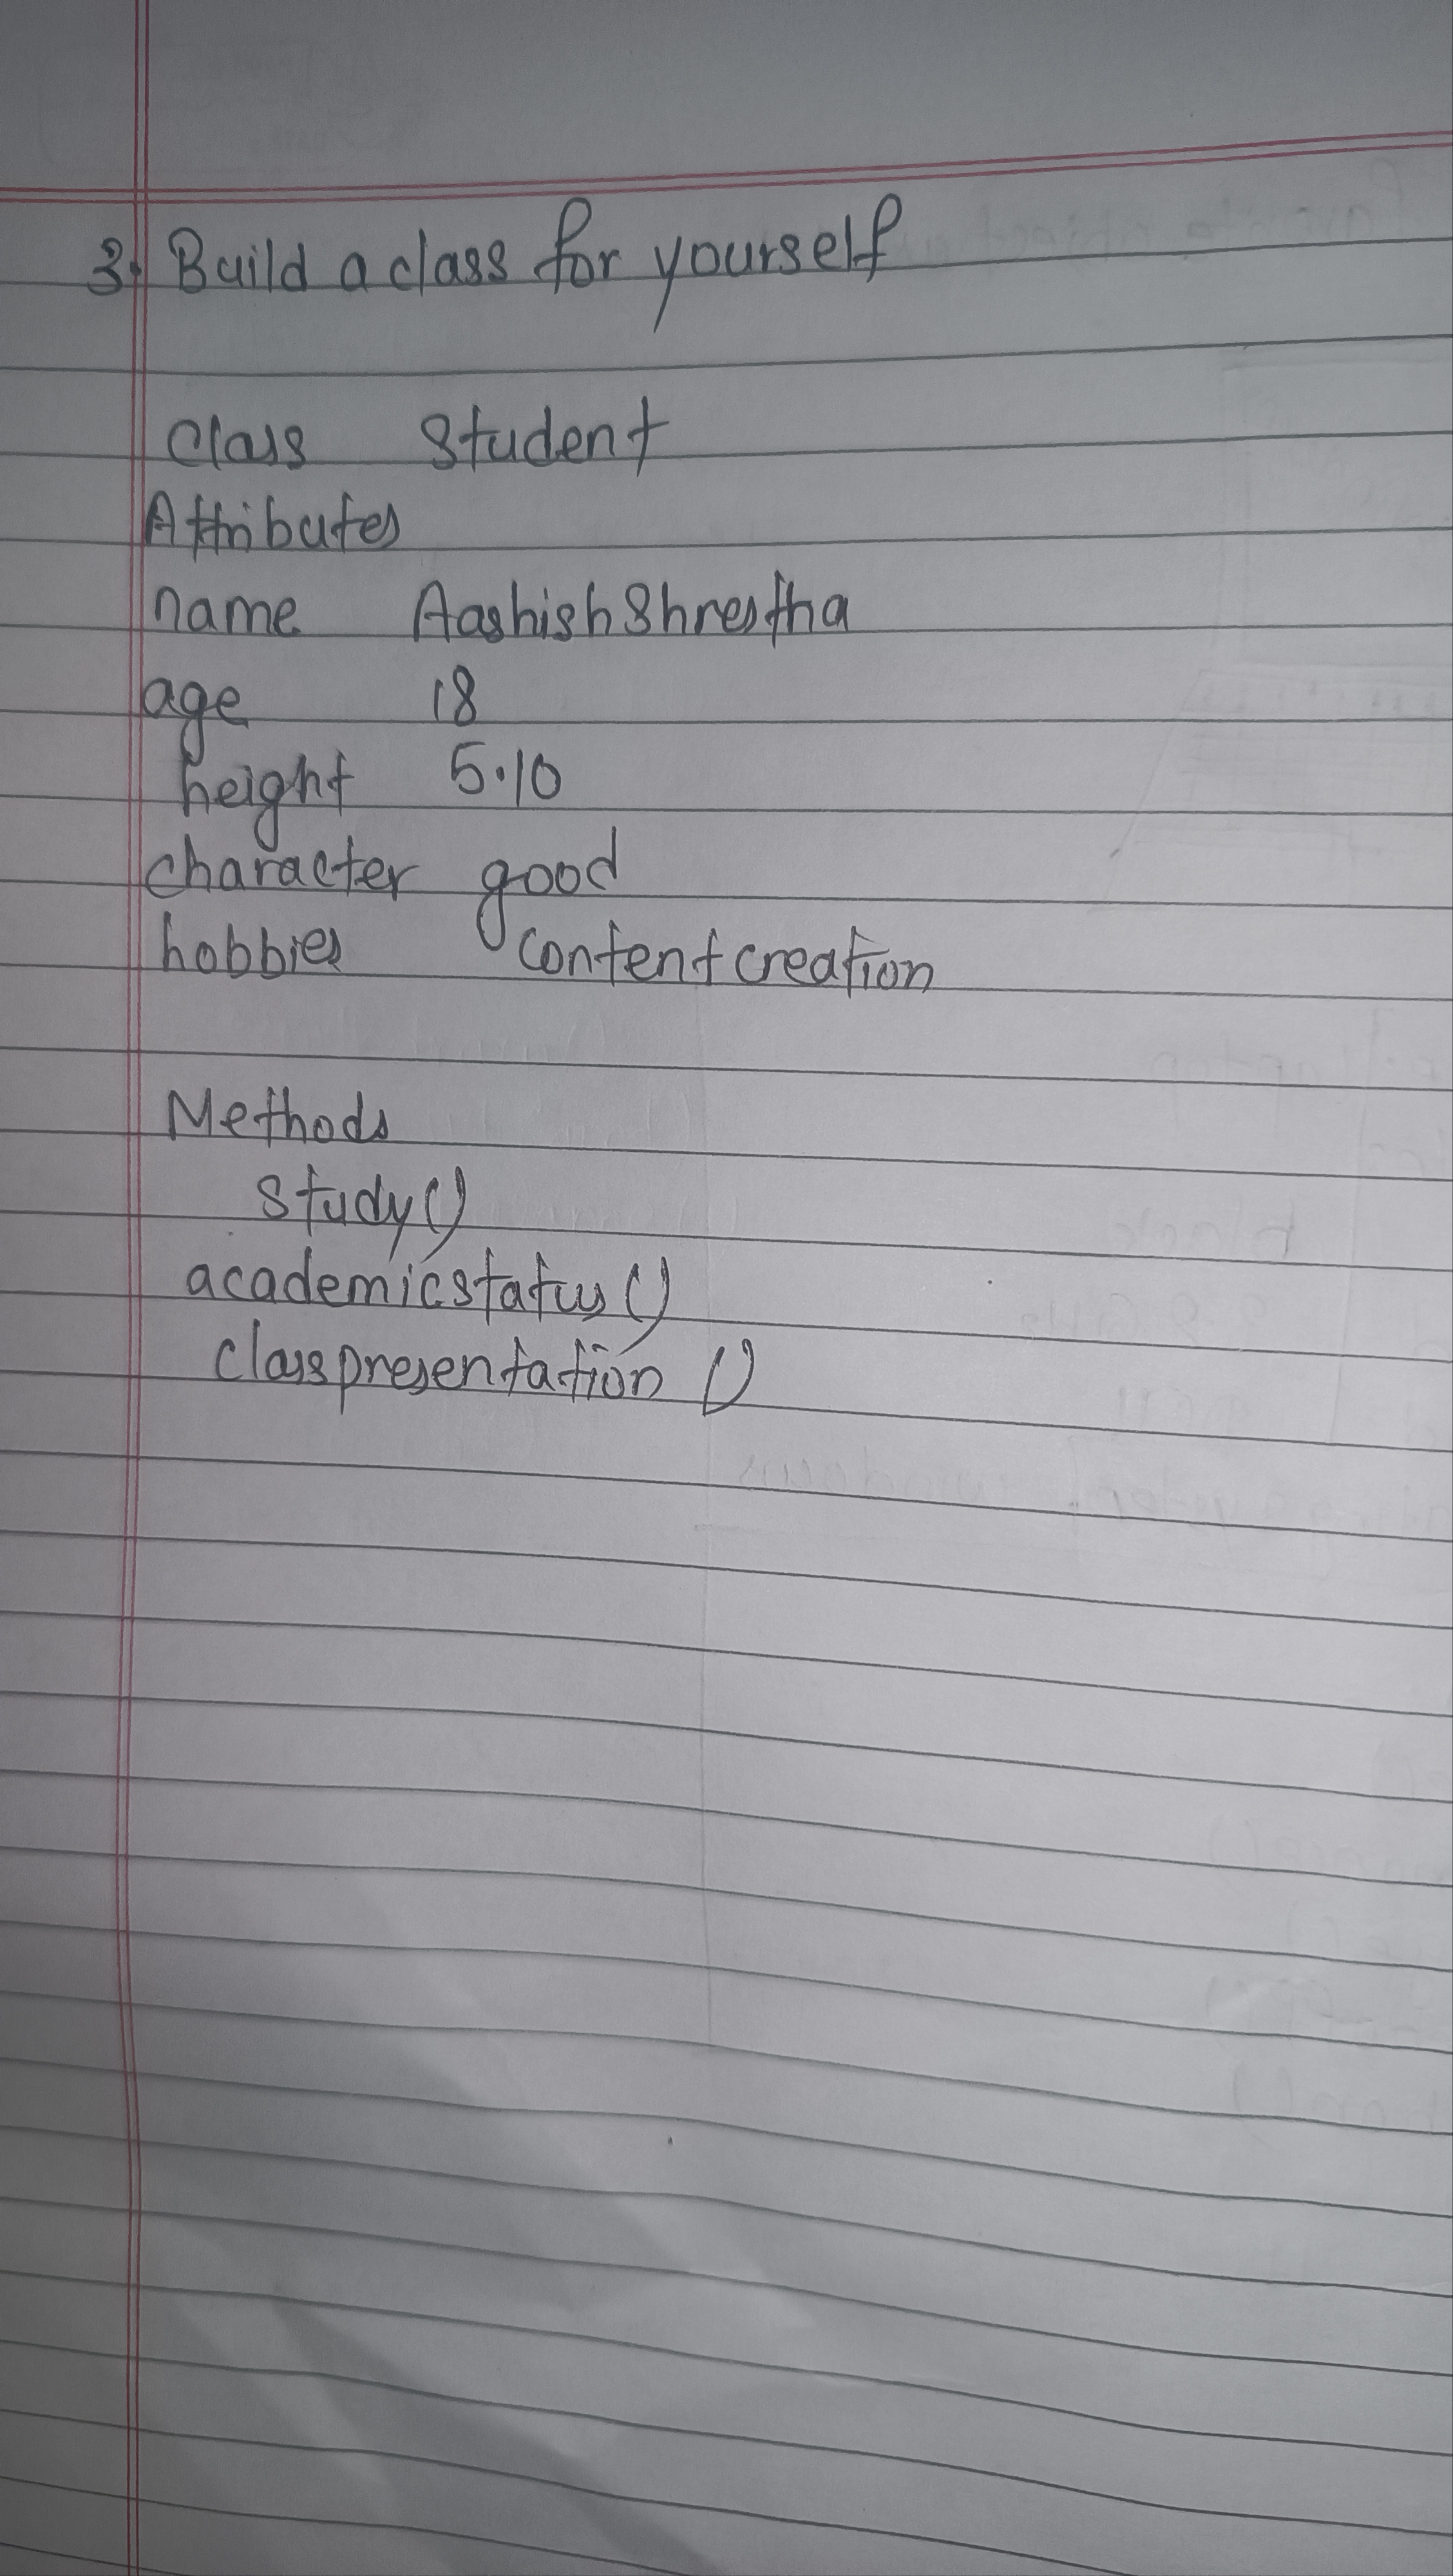 3. Build a class for yourself
Class Student
Attributes
name Aashish Shrestha
age 18
height 5.10
character good
hobbies content creation
Methods
study()
academicstatus()
classpresentation ()